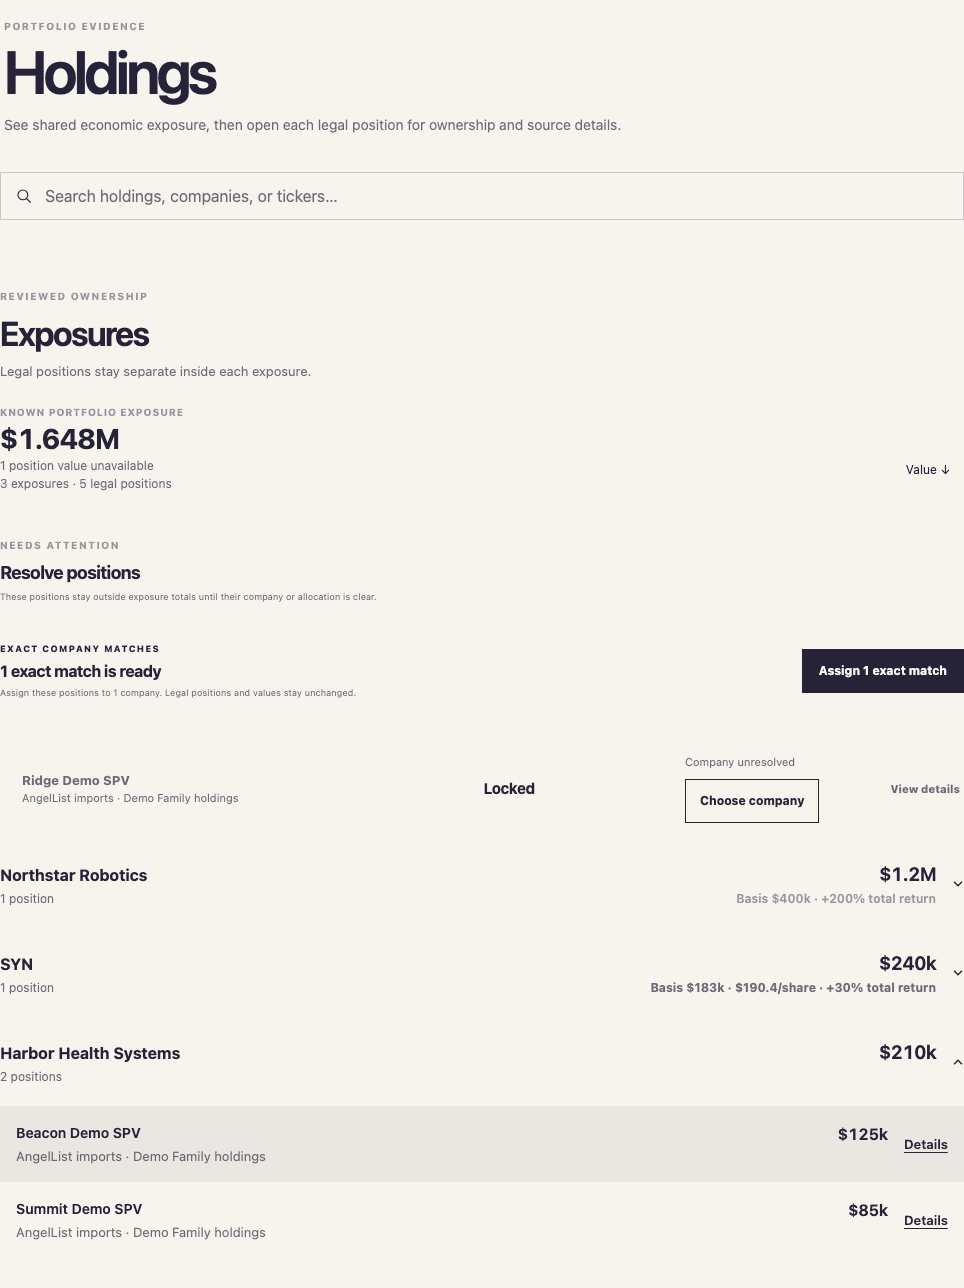 PORTFOLIO EVIDENCE
Holdings
See shared economic exposure, then open each legal position for ownership and source details.
Search holdings, companies, or tickers...
REVIEWED OWNERSHIP
Exposures
Legal positions stay separate inside each exposure.
KNOWN PORTFOLIO EXPOSURE
$1.648M
1 position value unavailable
3 exposures · 5 legal positions
Value ↓
NEEDS ATTENTION
Resolve positions
These positions stay outside exposure totals until their company or allocation is clear.
EXACT COMPANY MATCHES
1 exact match is ready
Assign these positions to 1 company. Legal positions and values stay unchanged.
Assign 1 exact match
Ridge Demo SPV
AngelList imports · Demo Family holdings
Locked
Company unresolved
Choose company
View details
Northstar Robotics
1 position
$1.2M
Basis $400k · +200% total return
SYN
1 position
$240k
Basis $183k · $190.4/share · +30% total return
Harbor Health Systems
2 positions
$210k
Beacon Demo SPV
AngelList imports · Demo Family holdings
$125k
Details
Summit Demo SPV
AngelList imports · Demo Family holdings
$85k
Details